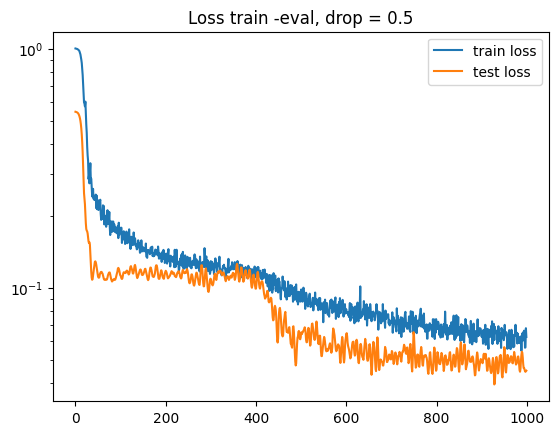 Loss train -eval, drop = 0.5
10⁰
train loss
test loss
10⁻¹
0 200 400 600 800 1000